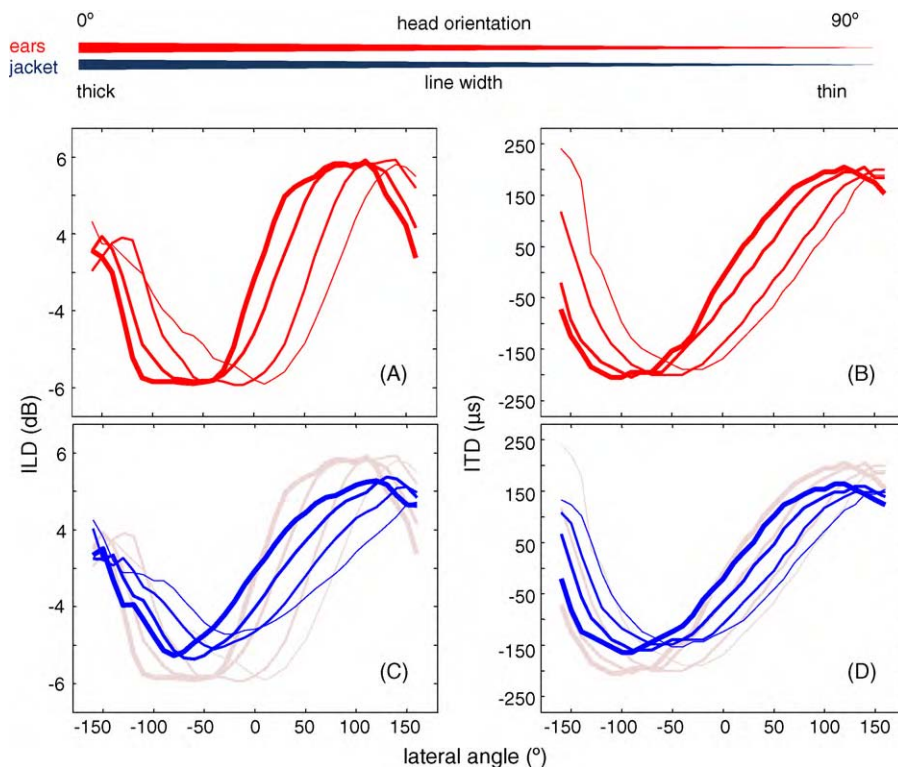 0º head orientation 90º
ears
jacket
thick line width thin
6
4
-4
-6
(A)
250
150
50
-50
-150
-250
(B)
ILD (dB)
ITD (µs)
6
4
-4
-6
(C)
250
150
50
-50
-150
-250
(D)
-150 -100 -50 0 50 100 150
-150 -100 -50 0 50 100 150
lateral angle (º)